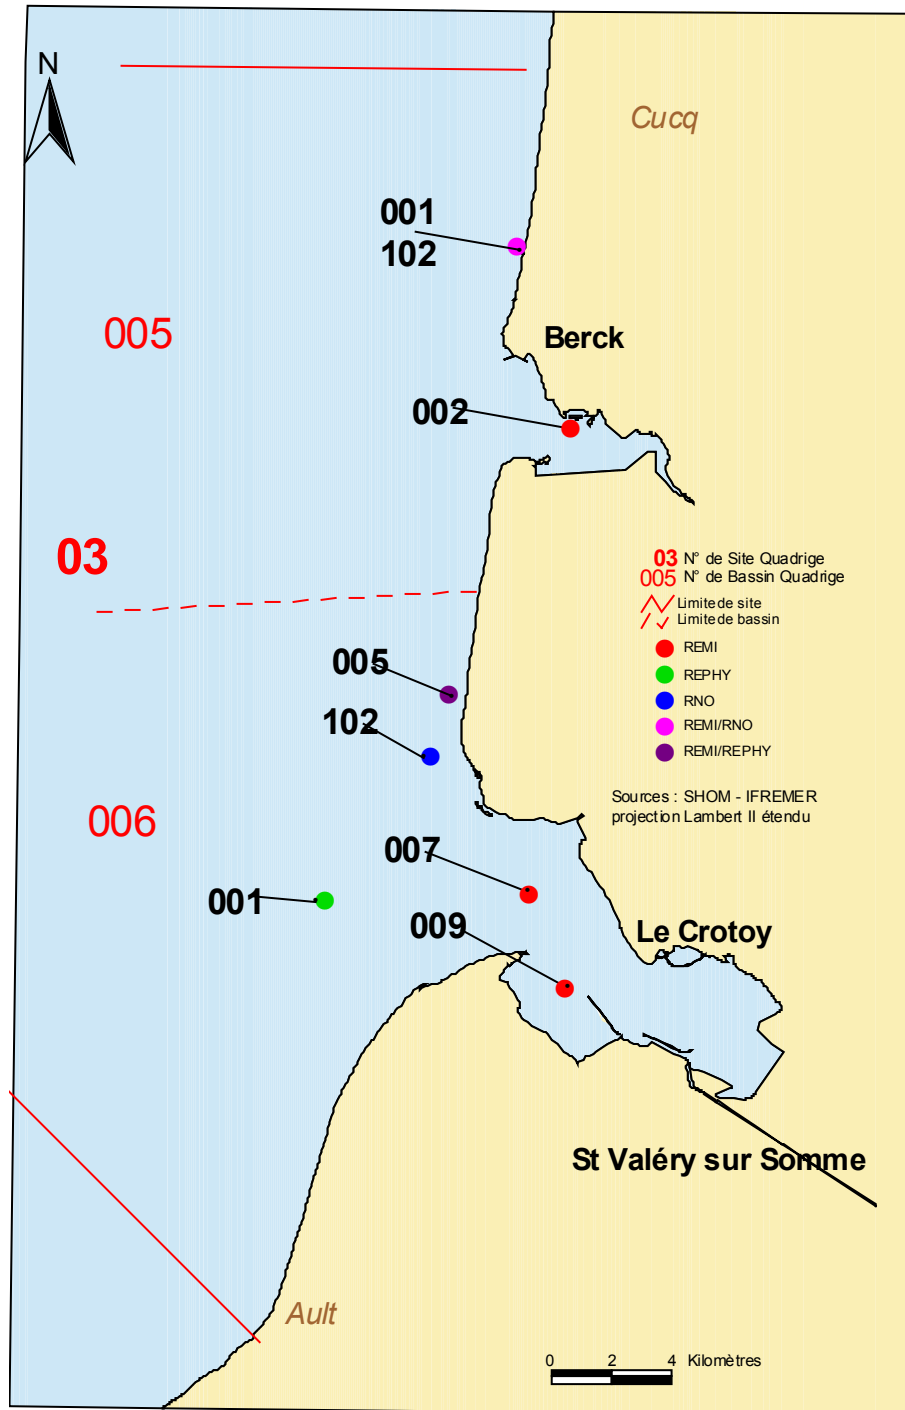 N
Cucq
001
102
005
Berck
002
03
03 N° de Site Quadrige
005 N° de Bassin Quadrige
Limite de site
Limite de bassin
REMI
REPHY
RNO
REMI/RNO
REMI/REPHY
005
102
Sources : SHOM - IFREMER
projection Lambert II étendu
006
007
001
009
Le Crotoy
St Valéry sur Somme
Ault
0 2 4 Kilomètres